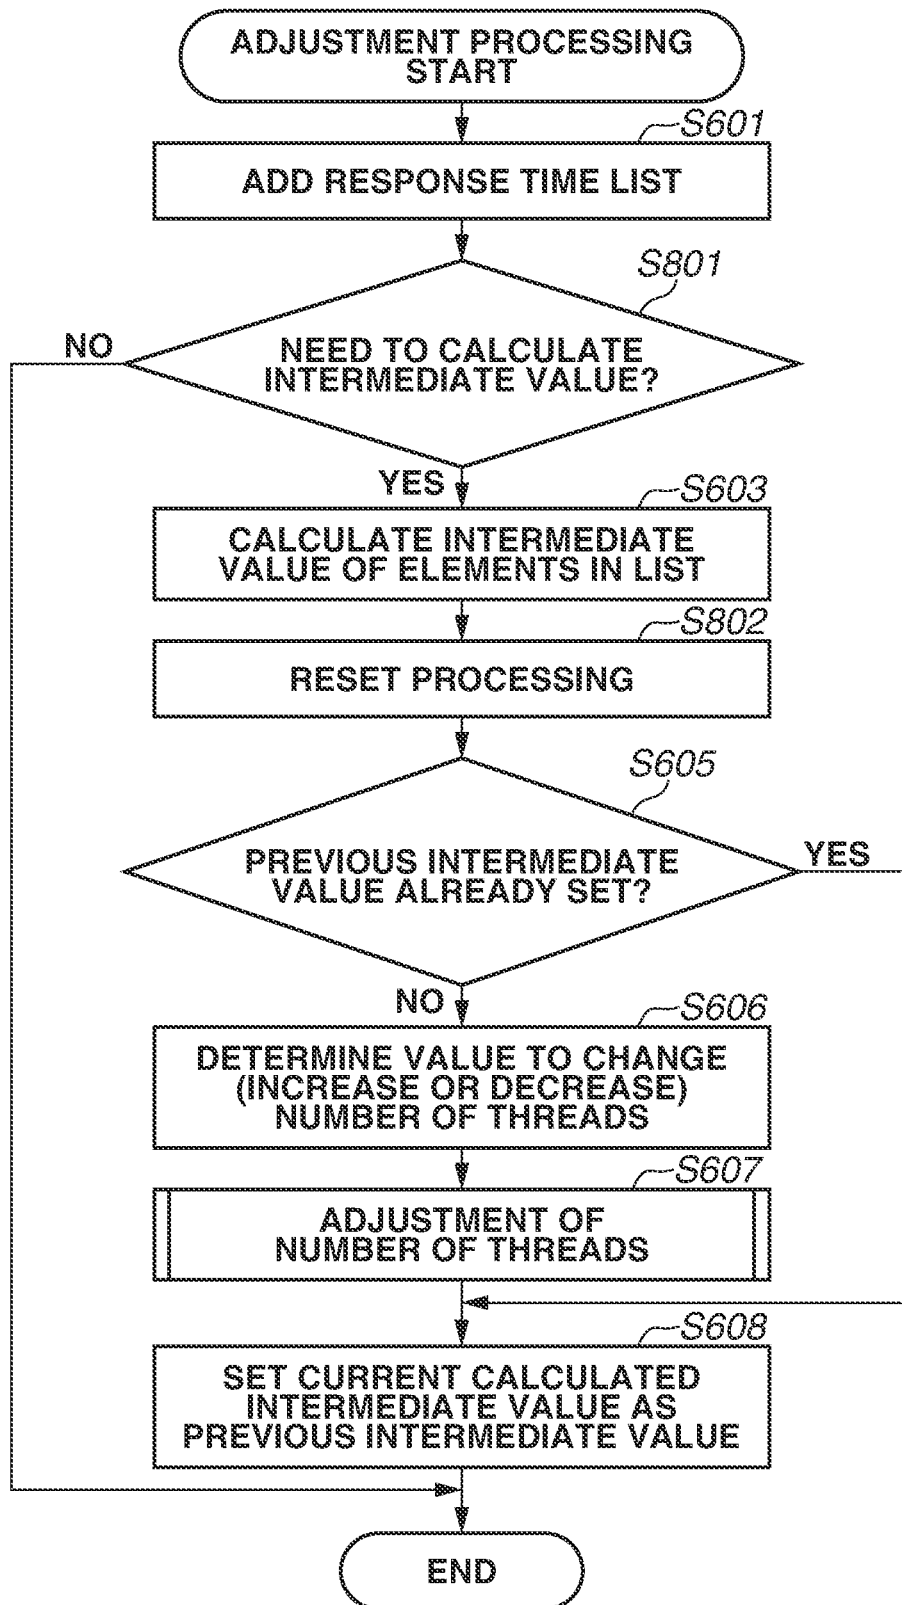 ADJUSTMENT PROCESSING
START
S601
ADD RESPONSE TIME LIST
S801
NO
NEED TO CALCULATE
INTERMEDIATE VALUE?
YES
S603
CALCULATE INTERMEDIATE
VALUE OF ELEMENTS IN LIST
S802
RESET PROCESSING
S605
PREVIOUS INTERMEDIATE
VALUE ALREADY SET?
YES
NO
S606
DETERMINE VALUE TO CHANGE
(INCREASE OR DECREASE)
NUMBER OF THREADS
S607
ADJUSTMENT OF
NUMBER OF THREADS
S608
SET CURRENT CALCULATED
INTERMEDIATE VALUE AS
PREVIOUS INTERMEDIATE VALUE
END